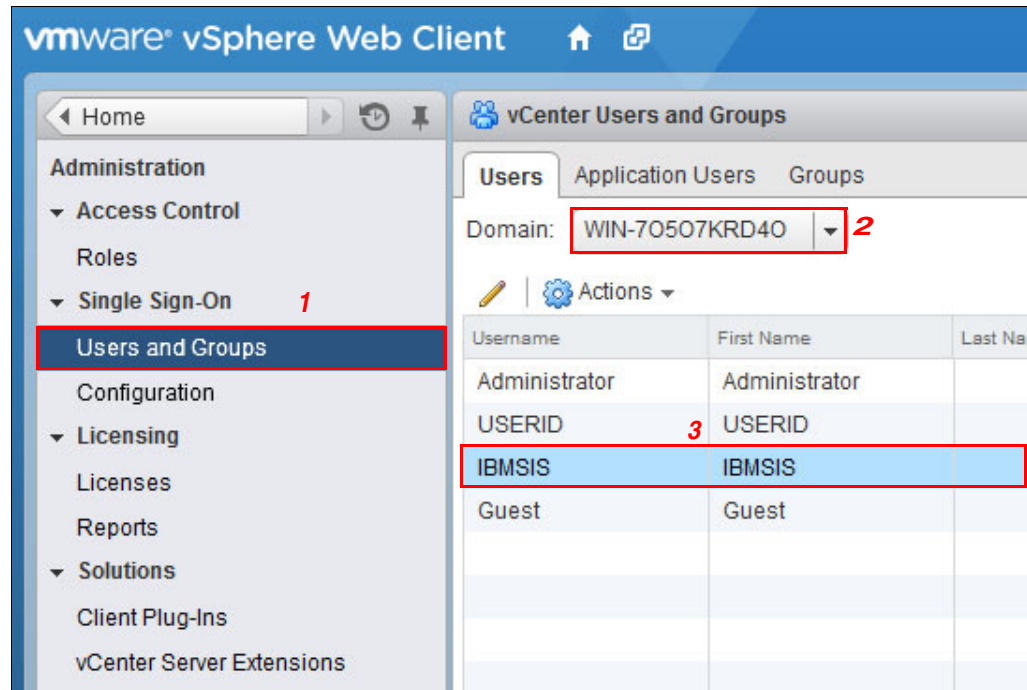 vmware® vSphere Web Client
Home
Administration
Access Control
Roles
Single Sign-On 1
Users and Groups
Configuration
Licensing
Licenses
Reports
Solutions
Client Plug-Ins
vCenter Server Extensions
vCenter Users and Groups
Users Application Users Groups
Domain: WIN-7O5O7KRD4O 2
Actions
Username First Name Last Na
Administrator Administrator
USERID USERID
3
IBMSIS IBMSIS
Guest Guest